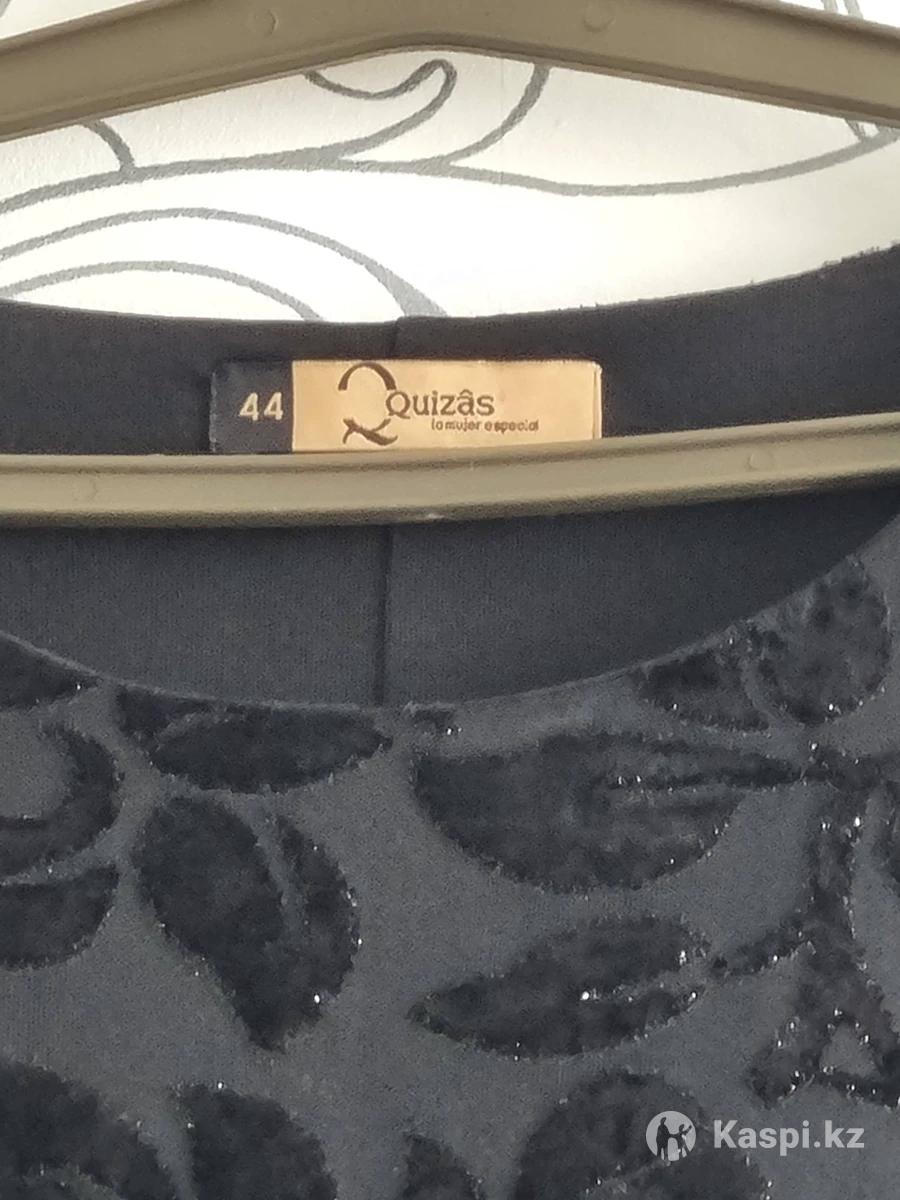 44
Quizâs
la mujer especial
Kaspi.kz